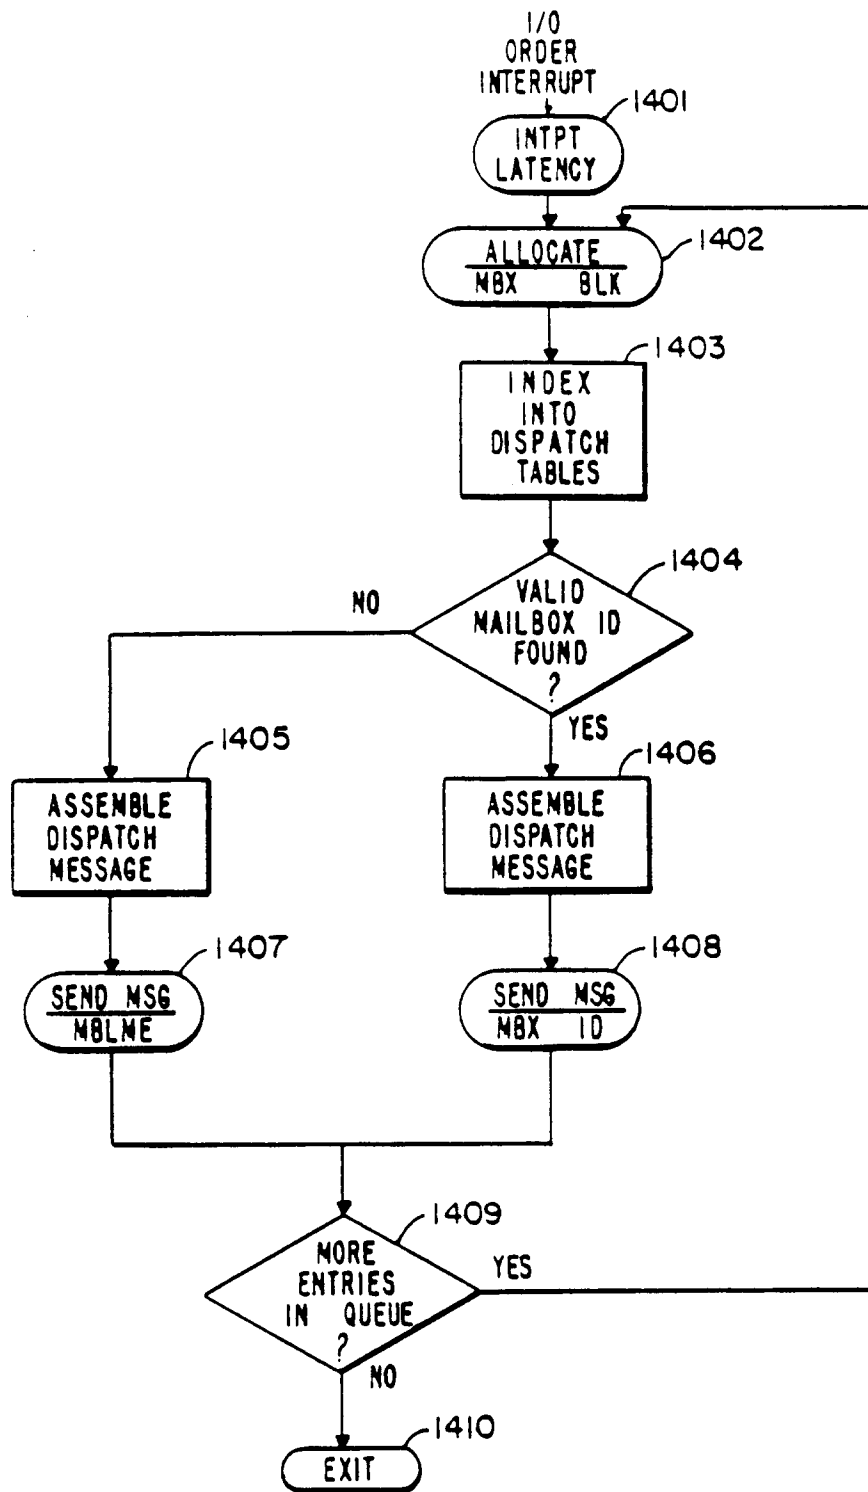 I/O
ORDER
INTERRUPT
1401
INTPT
LATENCY
1402
ALLOCATE
MBX BLK
1403
INDEX
INTO
DISPATCH
TABLES
1404
VALID
MAILBOX ID
FOUND
?
NO
YES
1405
ASSEMBLE
DISPATCH
MESSAGE
1406
ASSEMBLE
DISPATCH
MESSAGE
1407
SEND MSG
MBLME
1408
SEND MSG
MBX ID
1409
MORE
ENTRIES
IN QUEUE
?
YES
NO
1410
EXIT